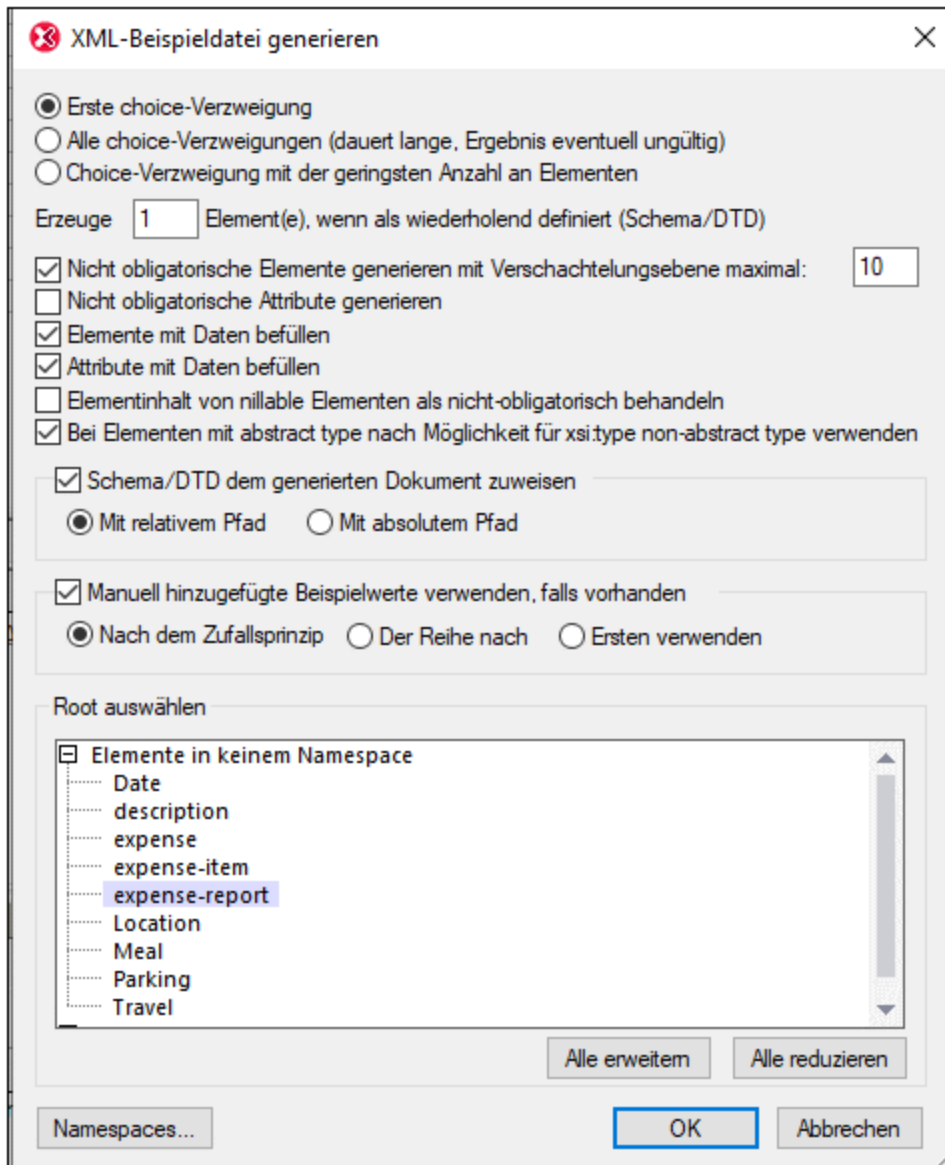 XML-Beispieldatei generieren
Erste choice-Verzweigung
Alle choice-Verzweigungen (dauert lange, Ergebnis eventuell ungültig)
Choice-Verzweigung mit der geringsten Anzahl an Elementen
Erzeuge 1 Element(e), wenn als wiederholend definiert (Schema/DTD)
Nicht obligatorische Elemente generieren mit Verschachtelungsebene maximal: 10
Nicht obligatorische Attribute generieren
Elemente mit Daten befüllen
Attribute mit Daten befüllen
Elementinhalt von nillable Elementen als nicht-obligatorisch behandeln
Bei Elementen mit abstract type nach Möglichkeit für xsi:type non-abstract type verwenden
Schema/DTD dem generierten Dokument zuweisen
Mit relativem Pfad Mit absolutem Pfad
Manuell hinzugefügte Beispielwerte verwenden, falls vorhanden
Nach dem Zufallsprinzip Der Reihe nach Ersten verwenden
Root auswählen
Elemente in keinem Namespace
Date
description
expense
expense-item
expense-report
Location
Meal
Parking
Travel
Alle erweitern Alle reduzieren
Namespaces... OK Abbrechen